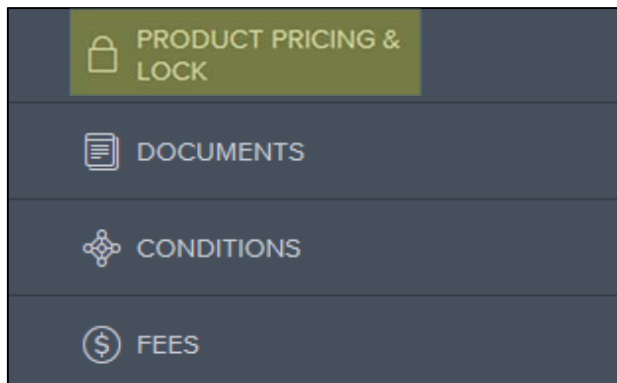 PRODUCT PRICING &
LOCK
DOCUMENTS
CONDITIONS
FEES